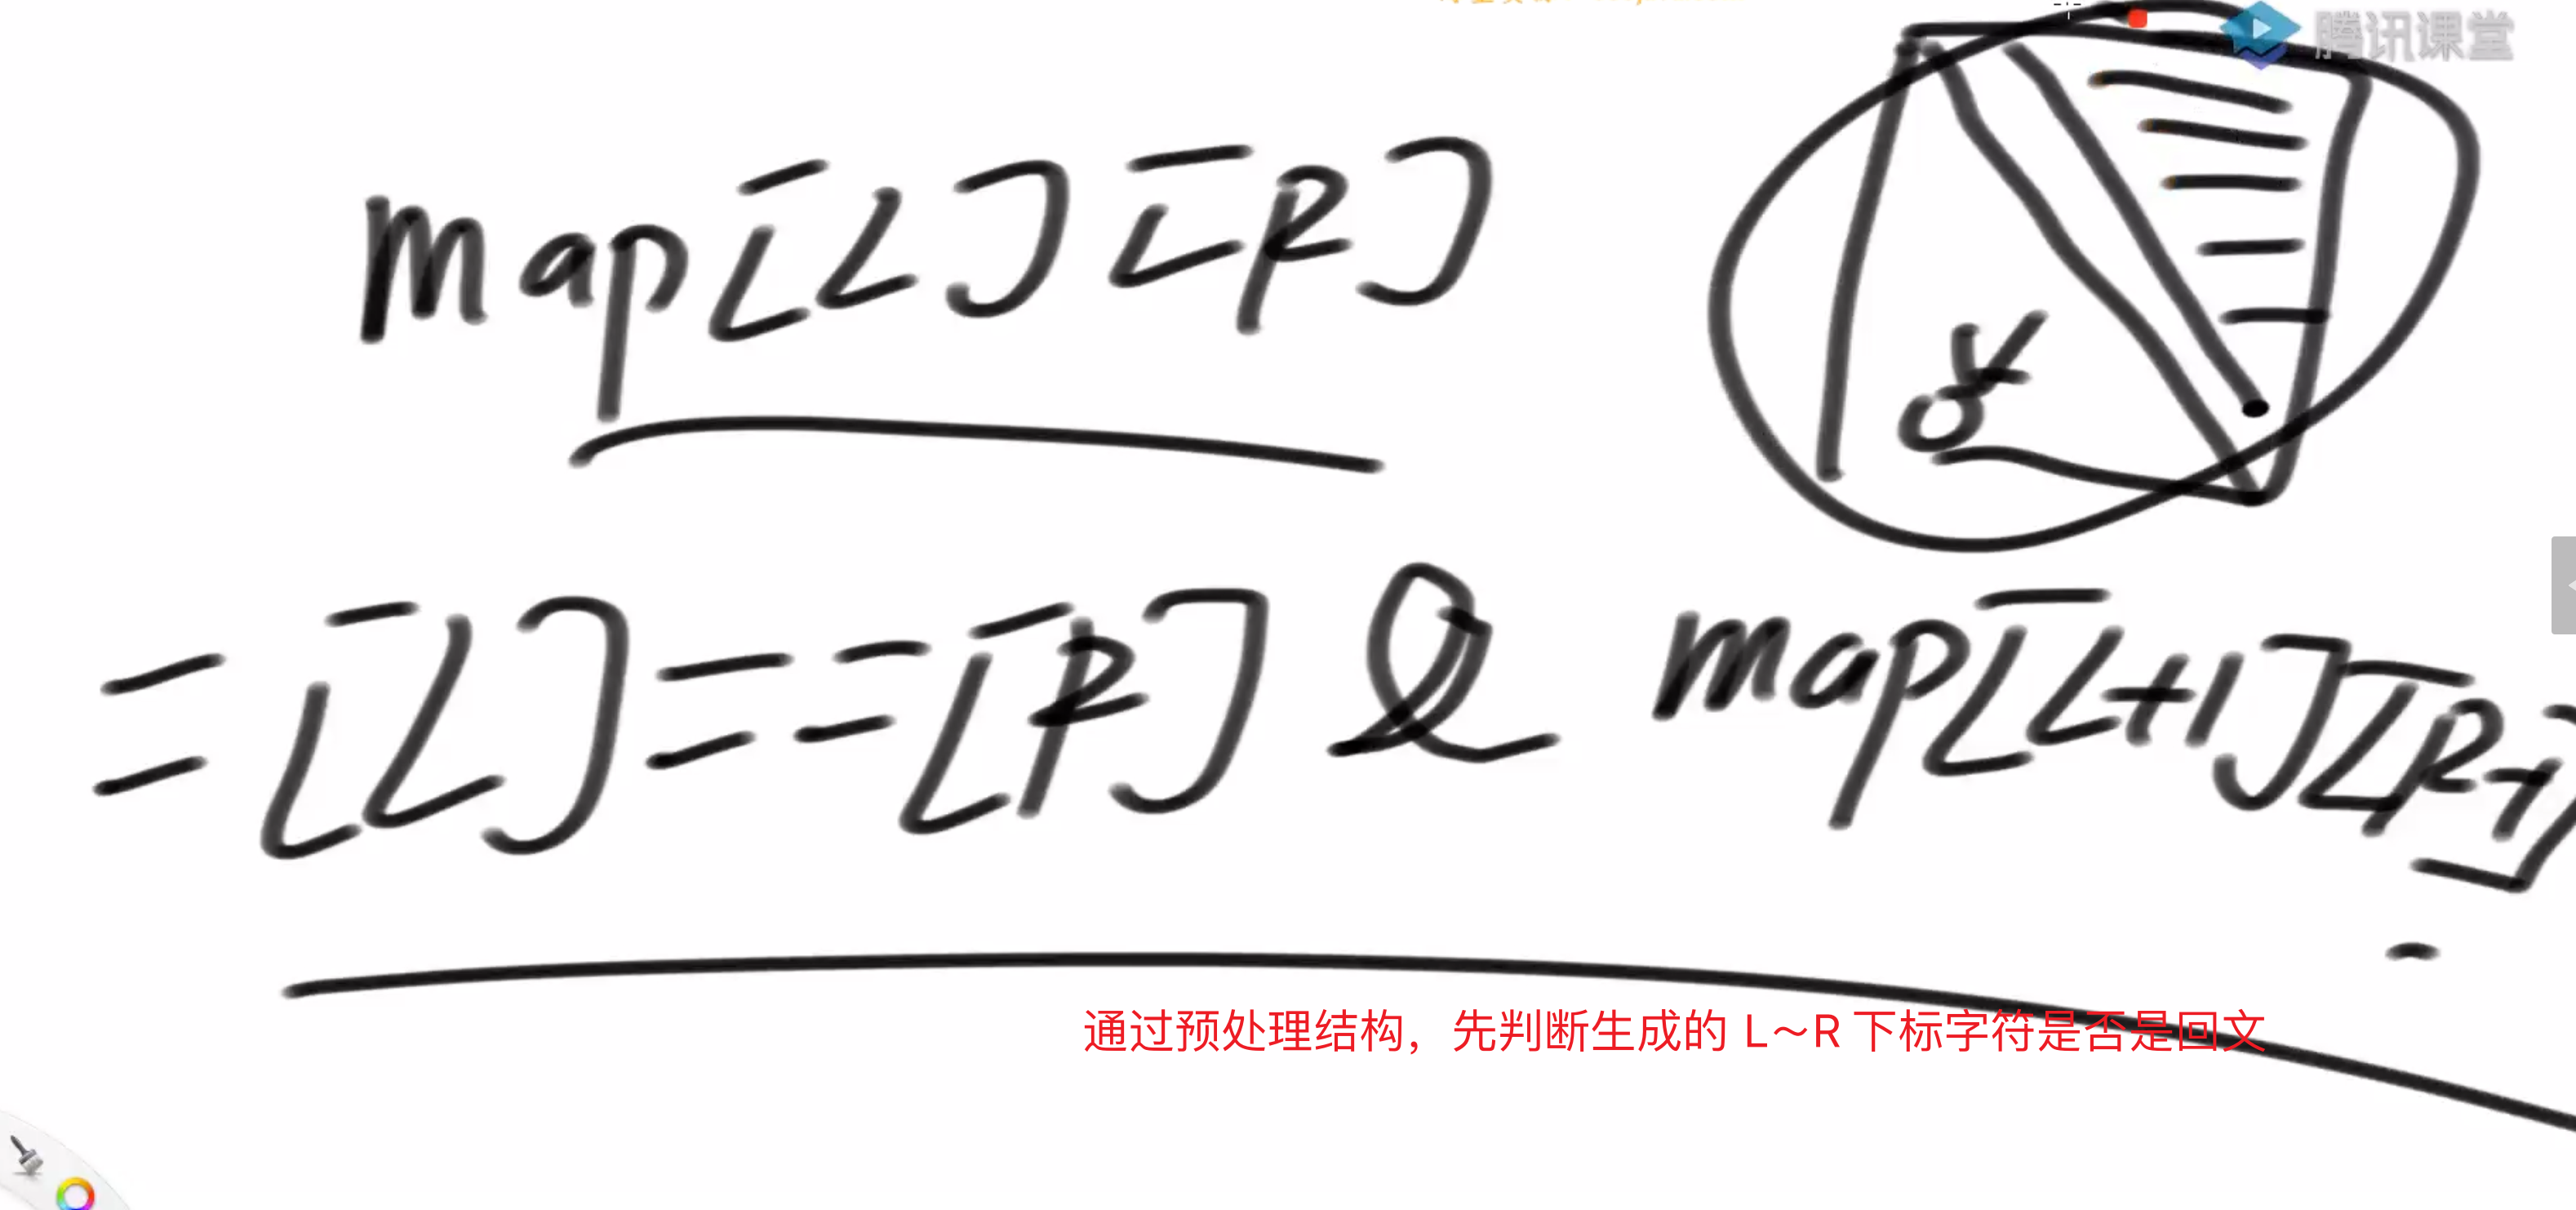 腾讯课堂
map[L][R]
= [L] == [R] & map[L+1][R-1]
通过预处理结构，先判断生成的 L～R 下标字符是否是回文